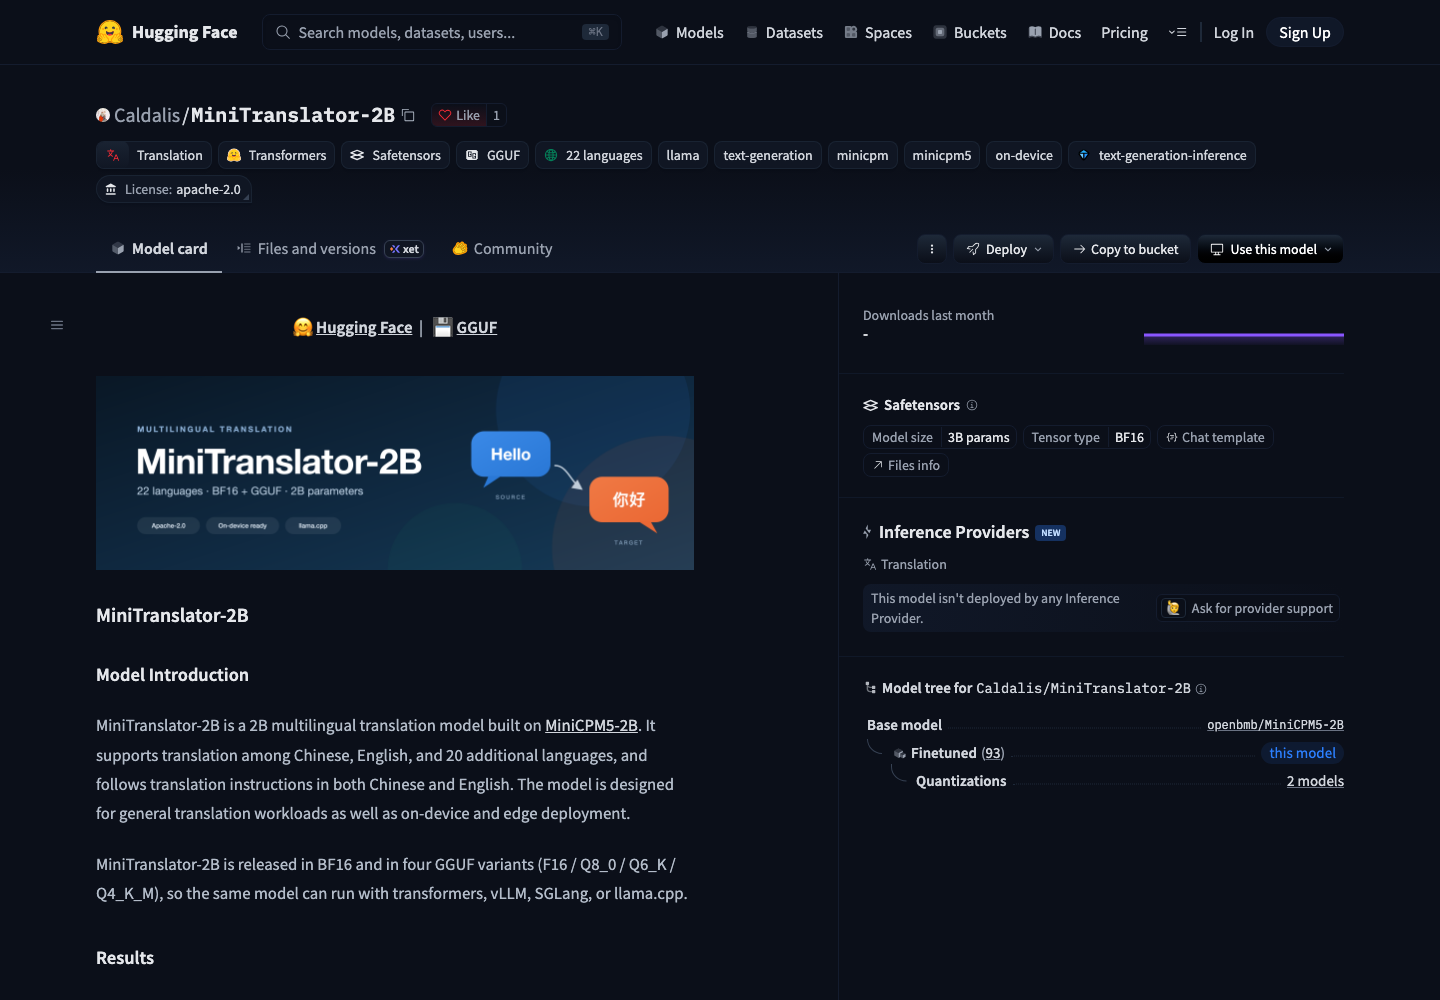 Hugging Face
Search models, datasets, users...
⌘K
Models
Datasets
Spaces
Buckets
Docs
Pricing
Log In
Sign Up
Caldalis/MiniTranslator-2B
Like 1
Translation
Transformers
Safetensors
GGUF
22 languages
llama
text-generation
minicpm
minicpm5
on-device
text-generation-inference
License: apache-2.0
Model card
Files and versions
xet
Community
Deploy
Copy to bucket
Use this model
🤗 Hugging Face | 💾 GGUF
MULTILINGUAL TRANSLATION
MiniTranslator-2B
22 languages · BF16 + GGUF · 2B parameters
Apache-2.0
On-device ready
llama.cpp
Hello
SOURCE
你好
TARGET
MiniTranslator-2B
Model Introduction
MiniTranslator-2B is a 2B multilingual translation model built on MiniCPM5-2B. It
supports translation among Chinese, English, and 20 additional languages, and
follows translation instructions in both Chinese and English. The model is designed
for general translation workloads as well as on-device and edge deployment.
MiniTranslator-2B is released in BF16 and in four GGUF variants (F16 / Q8_0 / Q6_K /
Q4_K_M), so the same model can run with transformers, vLLM, SGLang, or llama.cpp.
Results
Downloads last month
-
Safetensors
Model size 3B params
Tensor type BF16
Chat template
Files info
Inference Providers NEW
Translation
This model isn't deployed by any Inference
Provider.
Ask for provider support
Model tree for Caldalis/MiniTranslator-2B
Base model openbmb/MiniCPM5-2B
Finetuned (93) this model
Quantizations 2 models